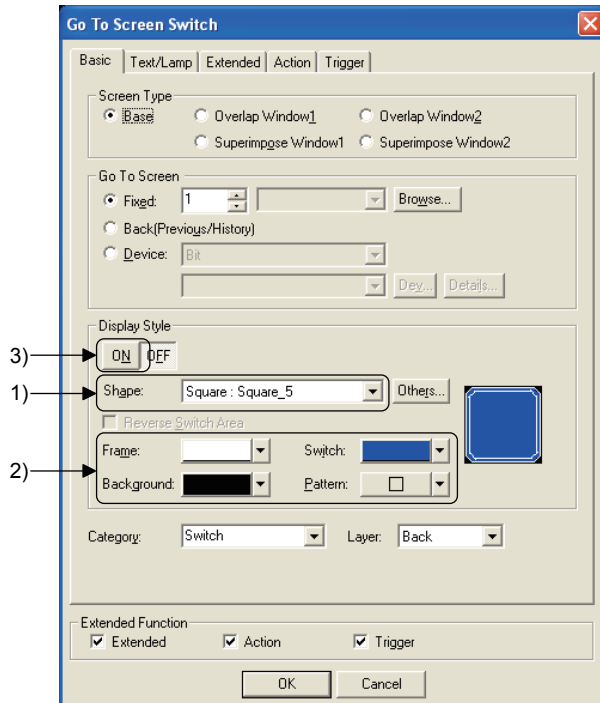 Go To Screen Switch
Basic Text/Lamp Extended Action Trigger
Screen Type
Base Overlap Window1 Overlap Window2
Superimpose Window1 Superimpose Window2
Go To Screen
Fixed: 1 Browse...
Back(Previous/History)
Device: Bit
Dev... Details...
Display Style
3) ON OFF
1) Shape: Square : Square_5 Others...
Reverse Switch Area
Frame: Switch:
2)
Background: Pattern:
Category: Switch Layer: Back
Extended Function
Extended Action Trigger
OK Cancel